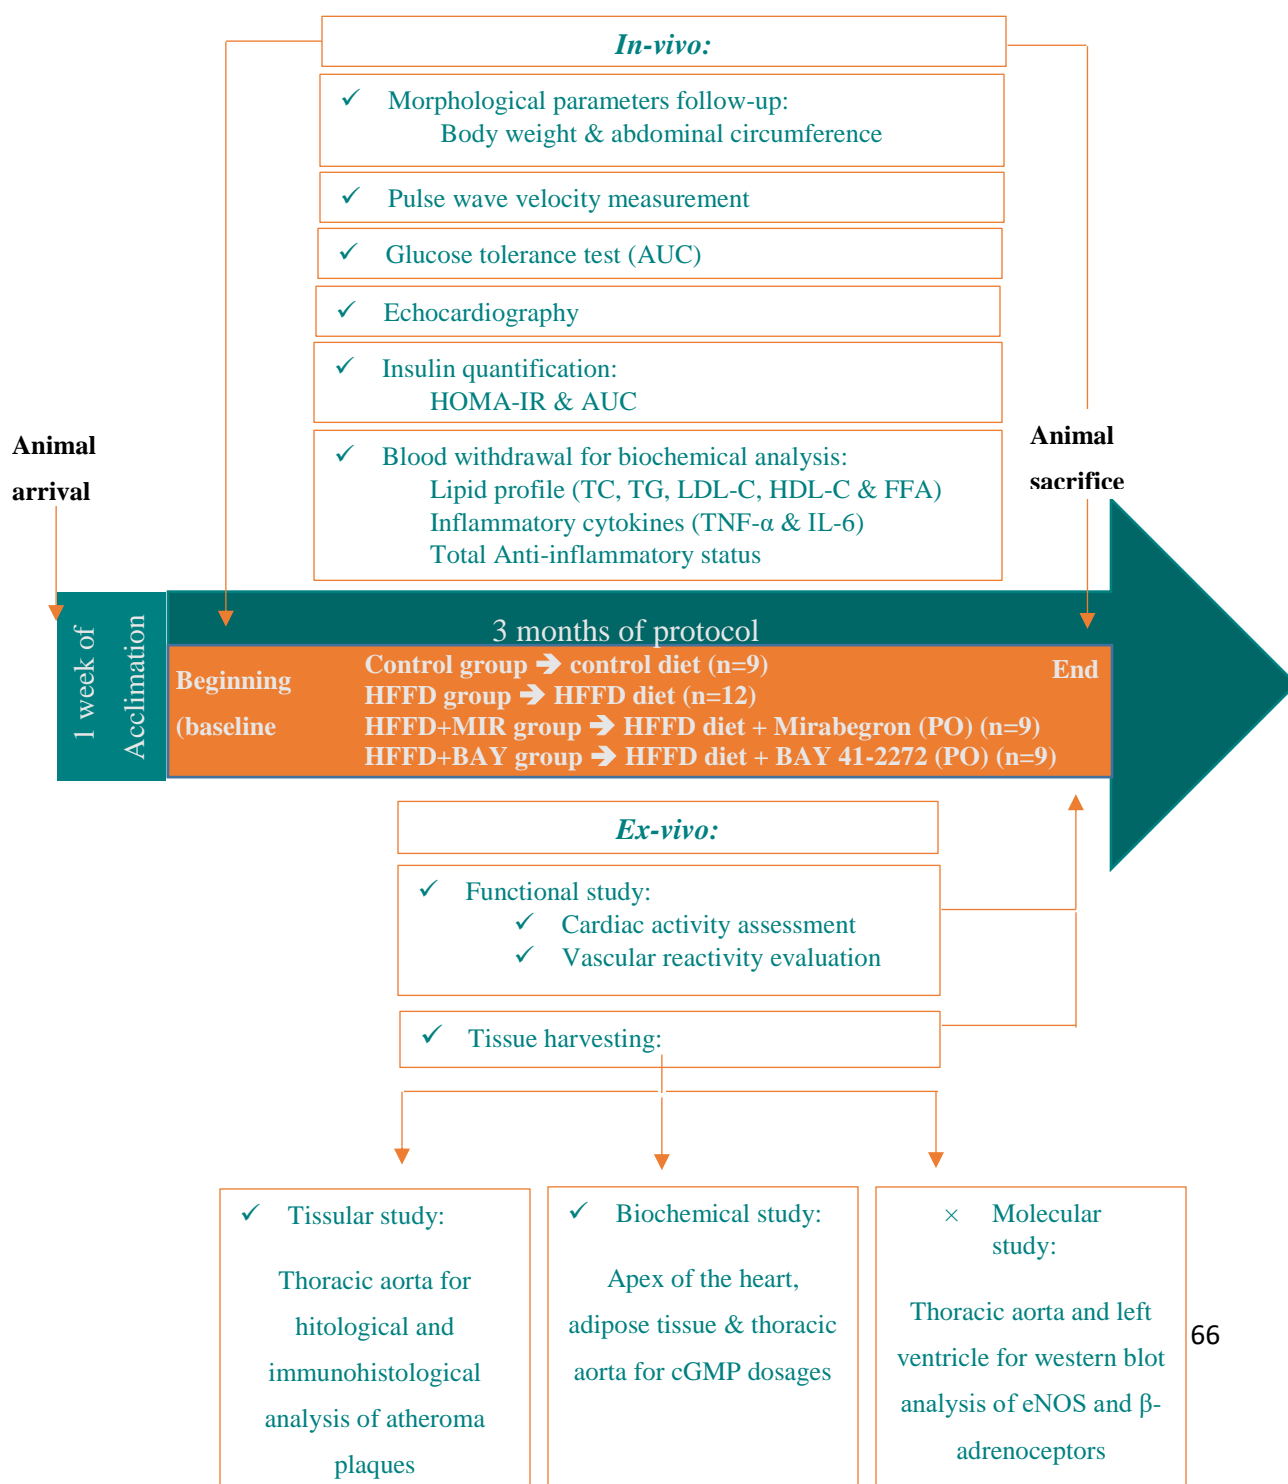 In-vivo:
✓ Morphological parameters follow-up:
Body weight & abdominal circumference
✓ Pulse wave velocity measurement
✓ Glucose tolerance test (AUC)
✓ Echocardiography
✓ Insulin quantification:
HOMA-IR & AUC
✓ Blood withdrawal for biochemical analysis:
Lipid profile (TC, TG, LDL-C, HDL-C & FFA)
Inflammatory cytokines (TNF-α & IL-6)
Total Anti-inflammatory status
Animal
arrival
Animal
sacrifice
1 week of
Acclimation
3 months of protocol
Beginning
(baseline
Control group ➔ control diet (n=9)
HFFD group ➔ HFFD diet (n=12)
HFFD+MIR group ➔ HFFD diet + Mirabegron (PO) (n=9)
HFFD+BAY group ➔ HFFD diet + BAY 41-2272 (PO) (n=9)
End
Ex-vivo:
✓ Functional study:
✓ Cardiac activity assessment
✓ Vascular reactivity evaluation
✓ Tissue harvesting:
✓ Tissular study:
Thoracic aorta for
hitological and
immunohistological
analysis of atheroma
plaques
✓ Biochemical study:
Apex of the heart,
adipose tissue & thoracic
aorta for cGMP dosages
× Molecular
study:
Thoracic aorta and left
ventricle for western blot
analysis of eNOS and β-
adrenoceptors
66